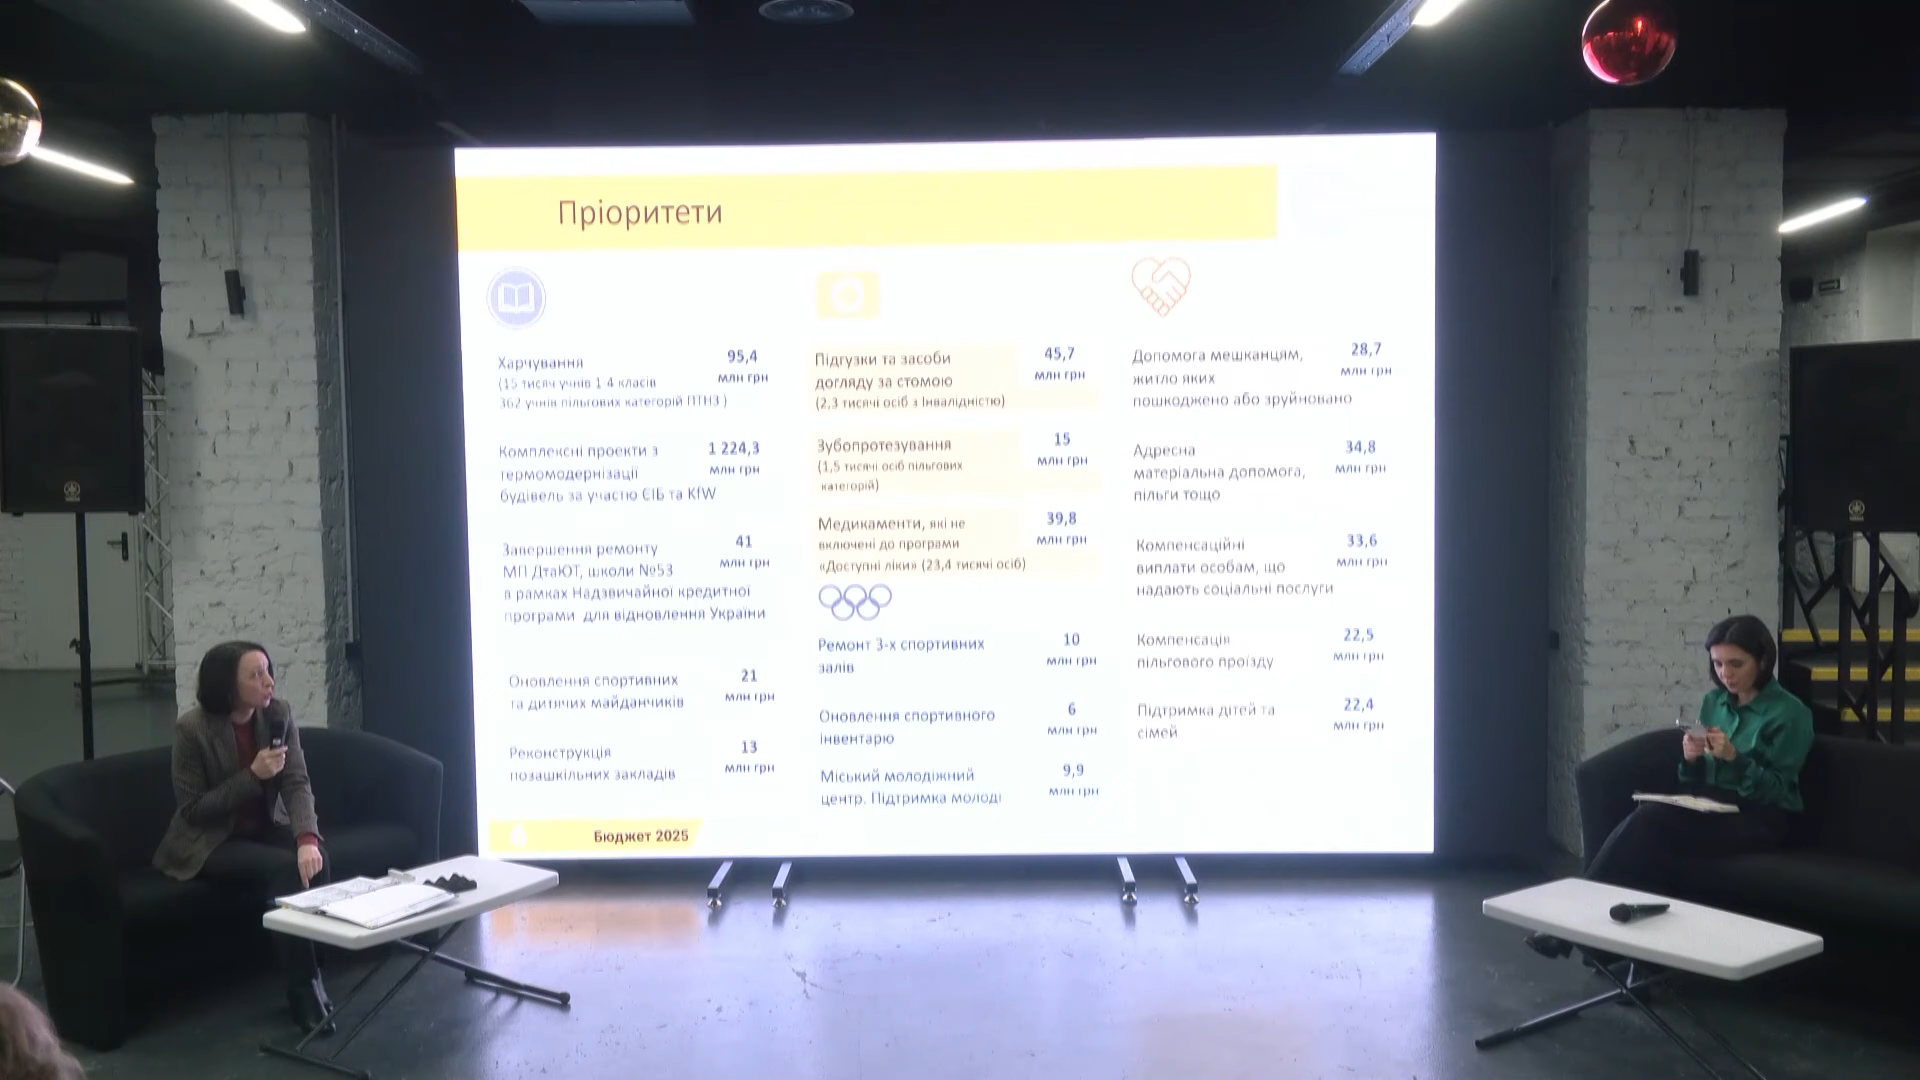 Пріоритети
Харчування
95,4
млн грн
(15 тисяч учнів 1-4 класів
362 учнів пільгових категорій ПТНЗ )
Комплексні проекти з
термомодернізації
будівель за участю ЄІБ та KfW
1 224,3
млн грн
Завершення ремонту
МП ДтаЮТ, школи №53
в рамках Надзвичайної кредитної
програми для відновлення України
41
млн грн
Оновлення спортивних
та дитячих майданчиків
21
млн грн
Реконструкція
позашкільних закладів
13
млн грн
Підгузки та засоби
догляду за стомою
(2,3 тисячі осіб з Інвалідністю)
45,7
млн грн
Зубопротезування
(1,5 тисячі осіб пільгових
категорій)
15
млн грн
Медикаменти, які не
включені до програми
«Доступні ліки» (23,4 тисячі осіб)
39,8
млн грн
Ремонт 3-х спортивних
залів
10
млн грн
Оновлення спортивного
інвентарю
6
млн грн
Міський молодіжний
центр. Підтримка молоді
9,9
млн грн
Допомога мешканцям,
житло яких
пошкоджено або зруйновано
28,7
млн грн
Адресна
матеріальна допомога,
пільги тощо
34,8
млн грн
Компенсаційні
виплати особам, що
надають соціальні послуги
33,6
млн грн
Компенсація
пільгового проїзду
22,5
млн грн
Підтримка дітей та
сімей
22,4
млн грн
Бюджет 2025